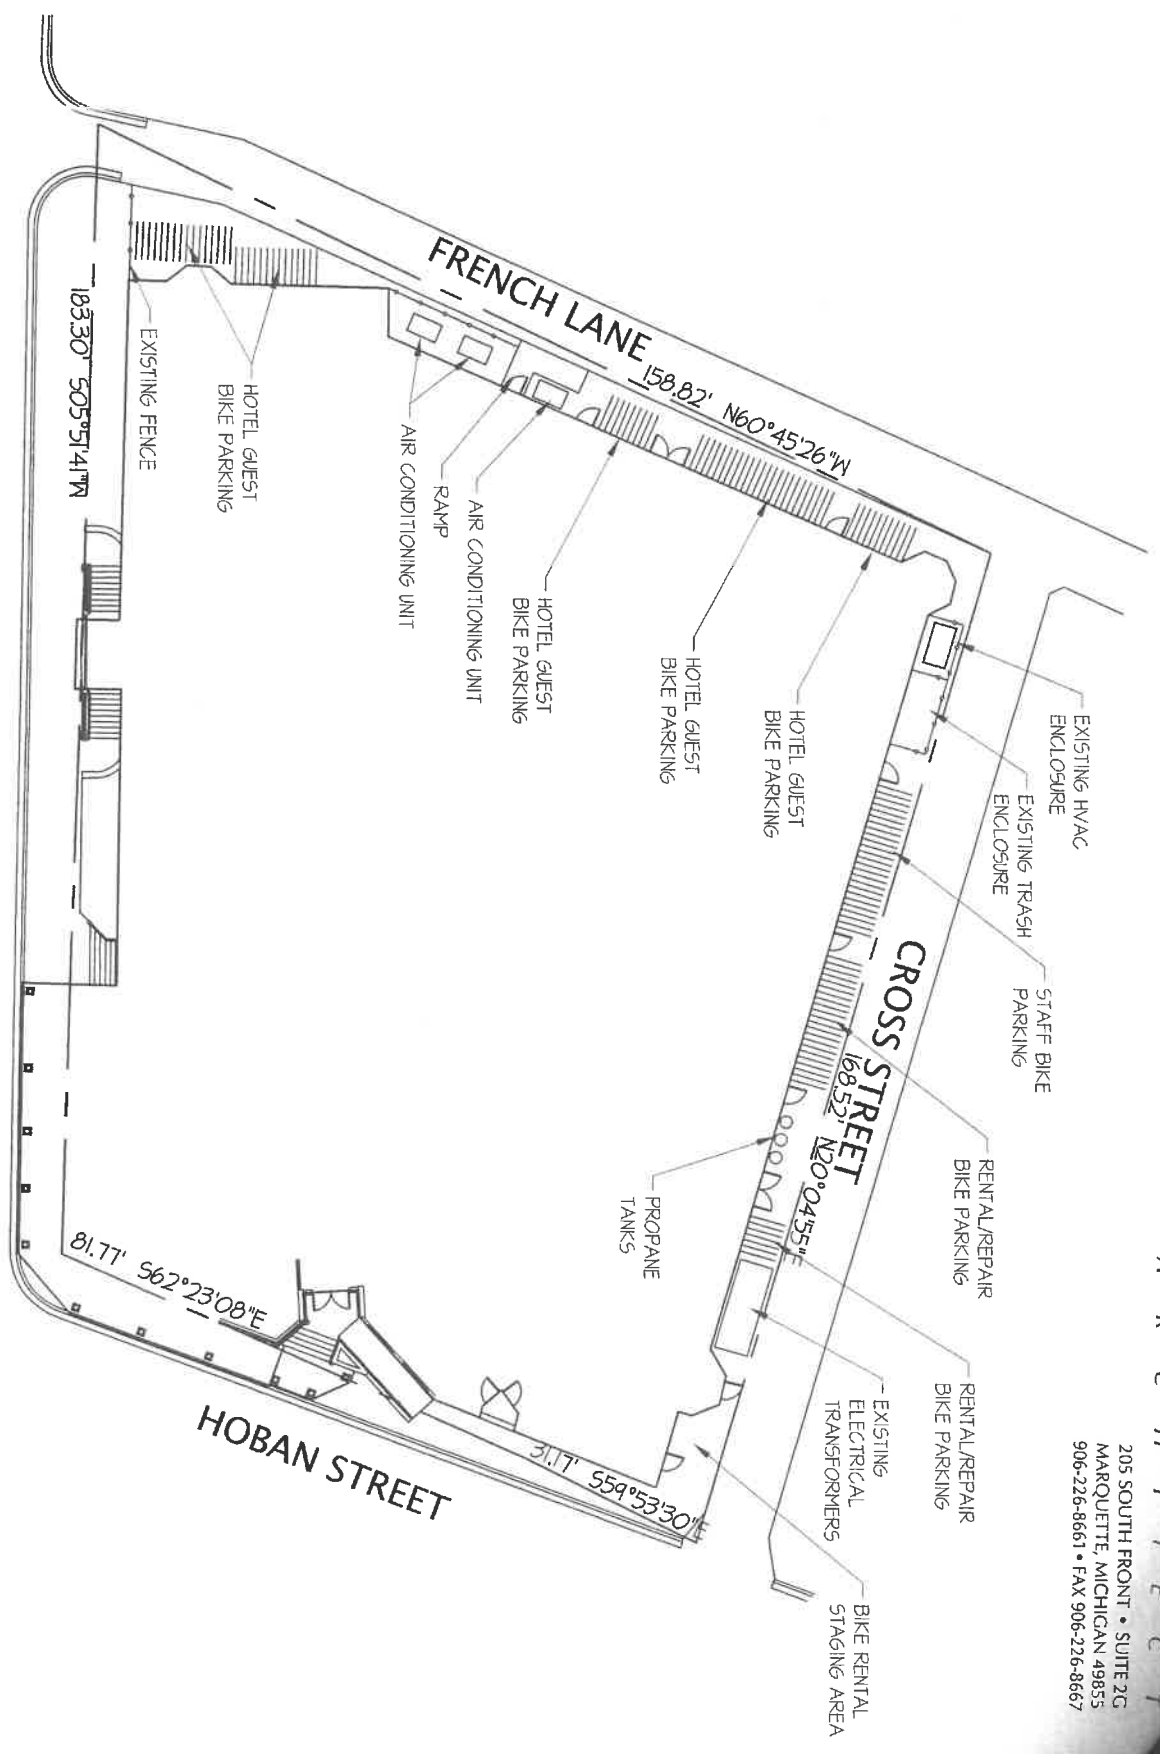 A R C H I T E C T
205 SOUTH FRONT • SUITE 2G
MARQUETTE, MICHIGAN 49855
906-226-8661 • FAX 906-226-8667
EXISTING HVAC
ENCLOSURE
EXISTING TRASH
ENCLOSURE
STAFF BIKE
PARKING
RENTAL/REPAIR
BIKE PARKING
RENTAL/REPAIR
BIKE PARKING
EXISTING
ELECTRICAL
TRANSFORMERS
BIKE RENTAL
STAGING AREA
CROSS STREET
168.52' N20°04'55"E
FRENCH LANE
158.82' N60°45'26"W
HOTEL GUEST
BIKE PARKING
HOTEL GUEST
BIKE PARKING
HOTEL GUEST
BIKE PARKING
AIR CONDITIONING UNIT
RAMP
AIR CONDITIONING UNIT
HOTEL GUEST
BIKE PARKING
EXISTING FENCE
183.30' S05°51'41"W
PROPANE
TANKS
81.77' S62°23'08"E
31.17' S59°53'30"E
HOBAN STREET